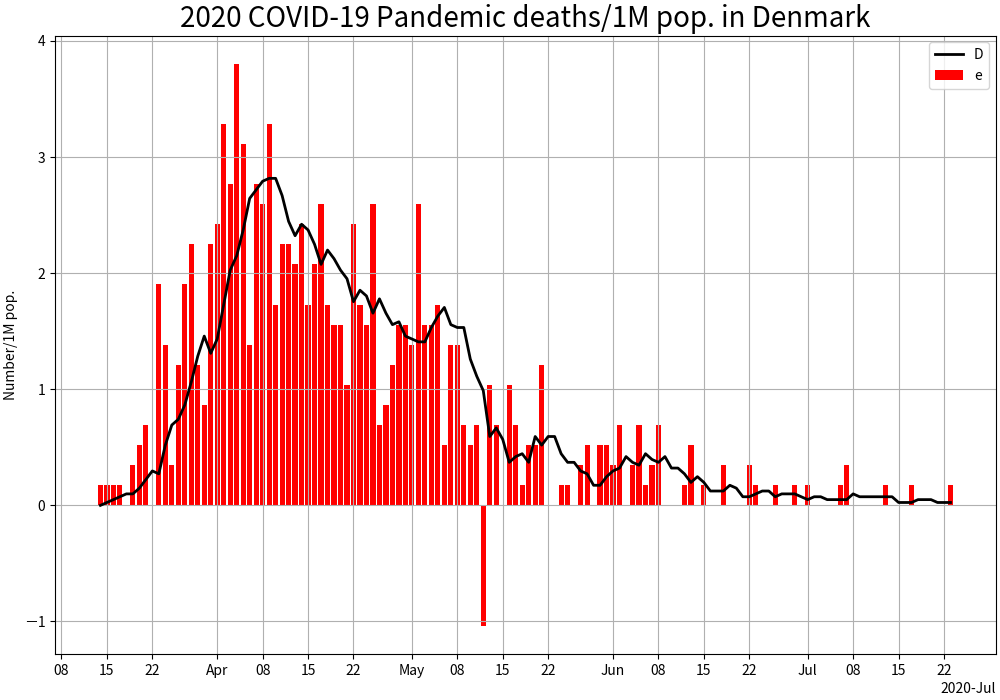 2020 COVID-19 Pandemic deaths/1M pop. in Denmark
D
e
Number/1M pop.
4
3
2
1
0
−1
08 15 22 Apr 08 15 22 May 08 15 22 Jun 08 15 22 Jul 08 15 22
2020-Jul